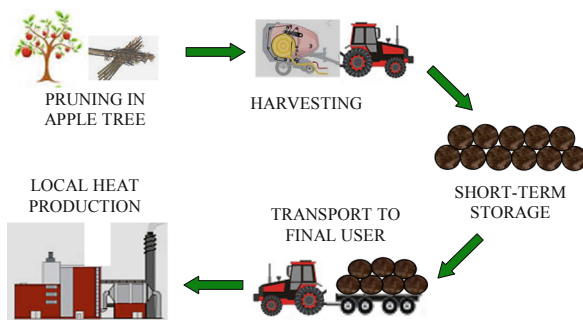 PRUNING IN
APPLE TREE
HARVESTING
SHORT-TERM
STORAGE
TRANSPORT TO
FINAL USER
LOCAL HEAT
PRODUCTION